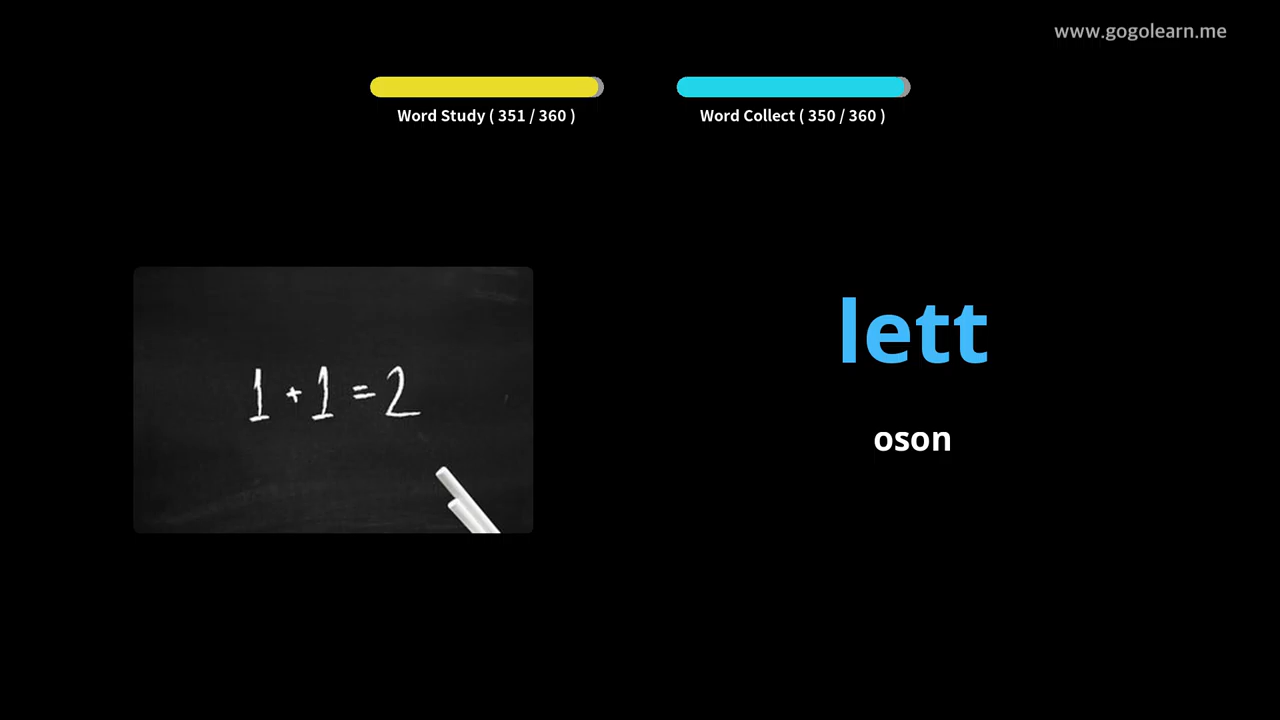 www.gogolearn.me
Word Study ( 351 / 360 )
Word Collect ( 350 / 360 )
1 + 1 = 2
lett
oson